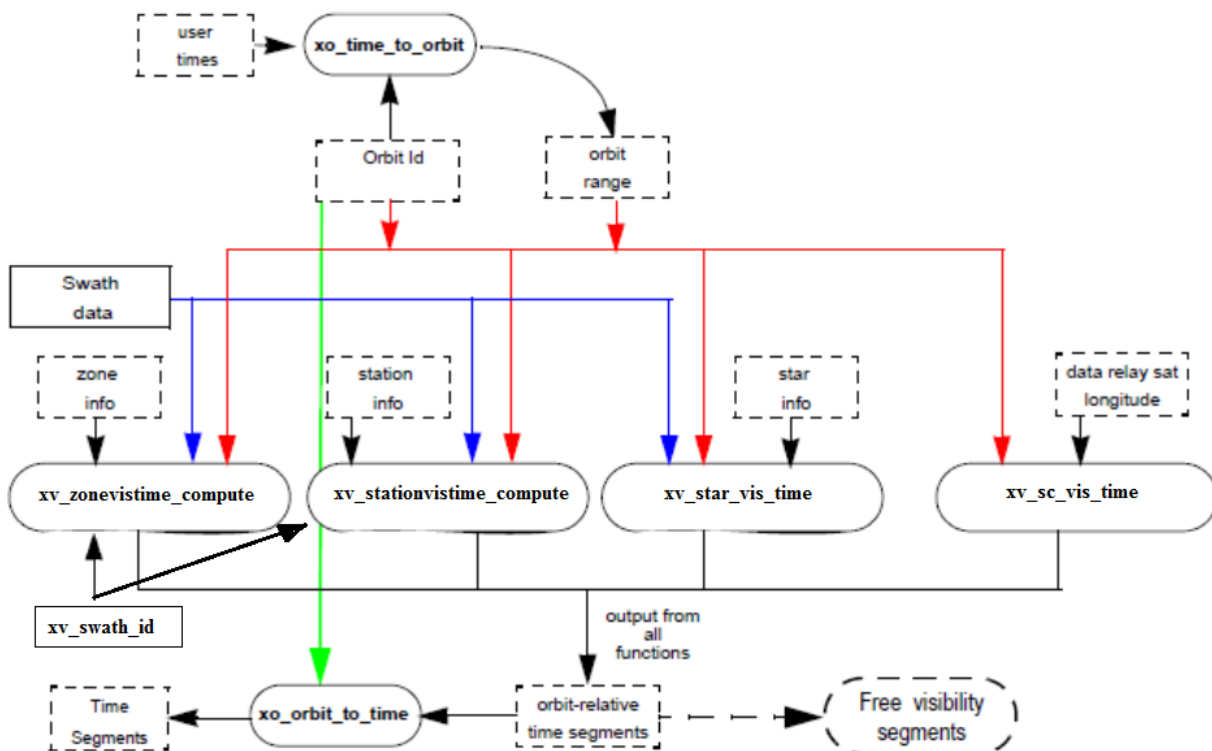 user
times
xo_time_to_orbit
Orbit Id
orbit
range
Swath
data
zone
info
station
info
star
info
data relay sat
longitude
xv_zonevistime_compute
xv_stationvistime_compute
xv_star_vis_time
xv_sc_vis_time
xv_swath_id
output from
all
functions
Time
Segments
xo_orbit_to_time
orbit-relative
time segments
Free visibility
segments